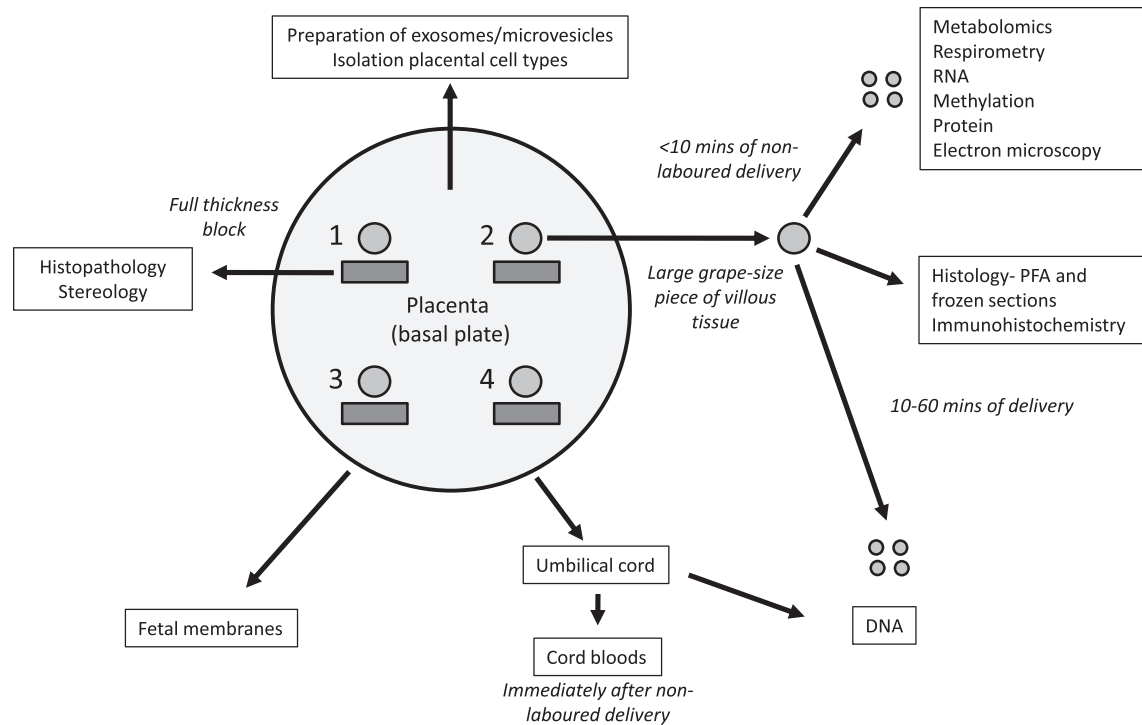 Preparation of exosomes/microvesicles
Isolation placental cell types
Metabolomics
Respirometry
RNA
Methylation
Protein
Electron microscopy
<10 mins of non-
laboured delivery
Full thickness
block
1
2
Histopathology
Stereology
Large grape-size
piece of villous
tissue
Histology- PFA and
frozen sections
Immunohistochemistry
Placenta
(basal plate)
3
4
10-60 mins of delivery
Umbilical cord
Fetal membranes
DNA
Cord bloods
Immediately after non-
laboured delivery